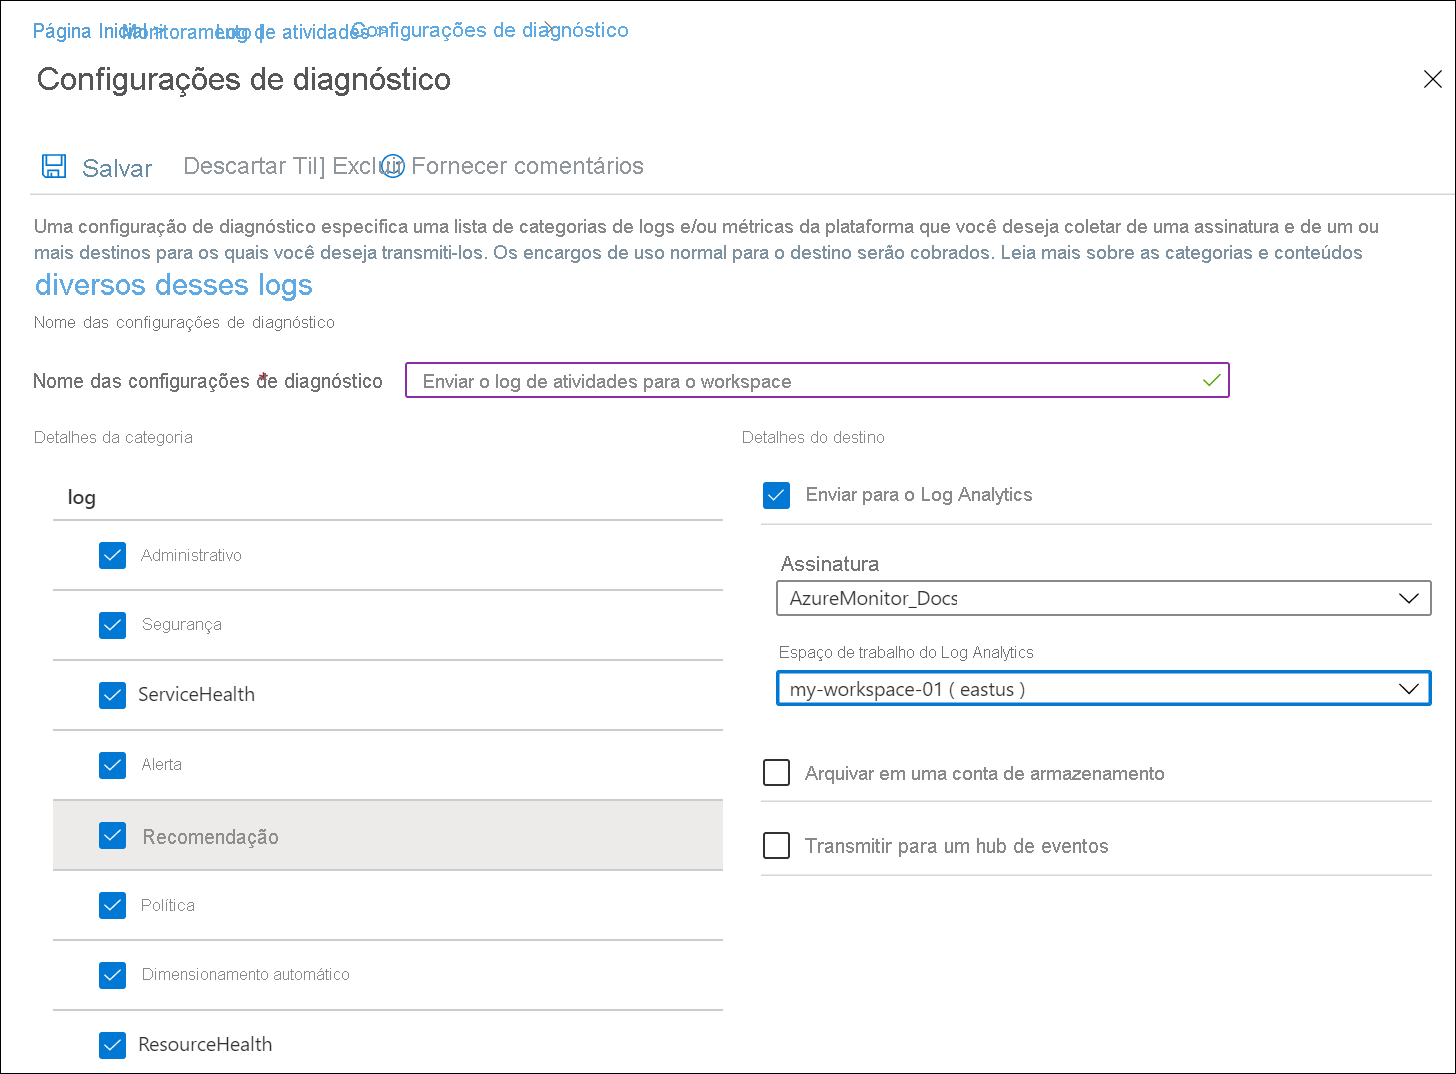 Página Inicial > Monitoramento | Log de atividades > Configurações de diagnóstico
Configurações de diagnóstico
Salvar Descartar Til] Excluir Fornecer comentários
Uma configuração de diagnóstico especifica uma lista de categorias de logs e/ou métricas da plataforma que você deseja coletar de uma assinatura e de um ou
mais destinos para os quais você deseja transmiti-los. Os encargos de uso normal para o destino serão cobrados. Leia mais sobre as categorias e conteúdos
diversos desses logs
Nome das configurações de diagnóstico
Nome das configurações de diagnóstico * Enviar o log de atividades para o workspace
Detalhes da categoria
log
Administrativo
Segurança
ServiceHealth
Alerta
Recomendação
Política
Dimensionamento automático
ResourceHealth
Detalhes do destino
Enviar para o Log Analytics
Assinatura
AzureMonitor_Docs
Espaço de trabalho do Log Analytics
my-workspace-01 ( eastus )
Arquivar em uma conta de armazenamento
Transmitir para um hub de eventos